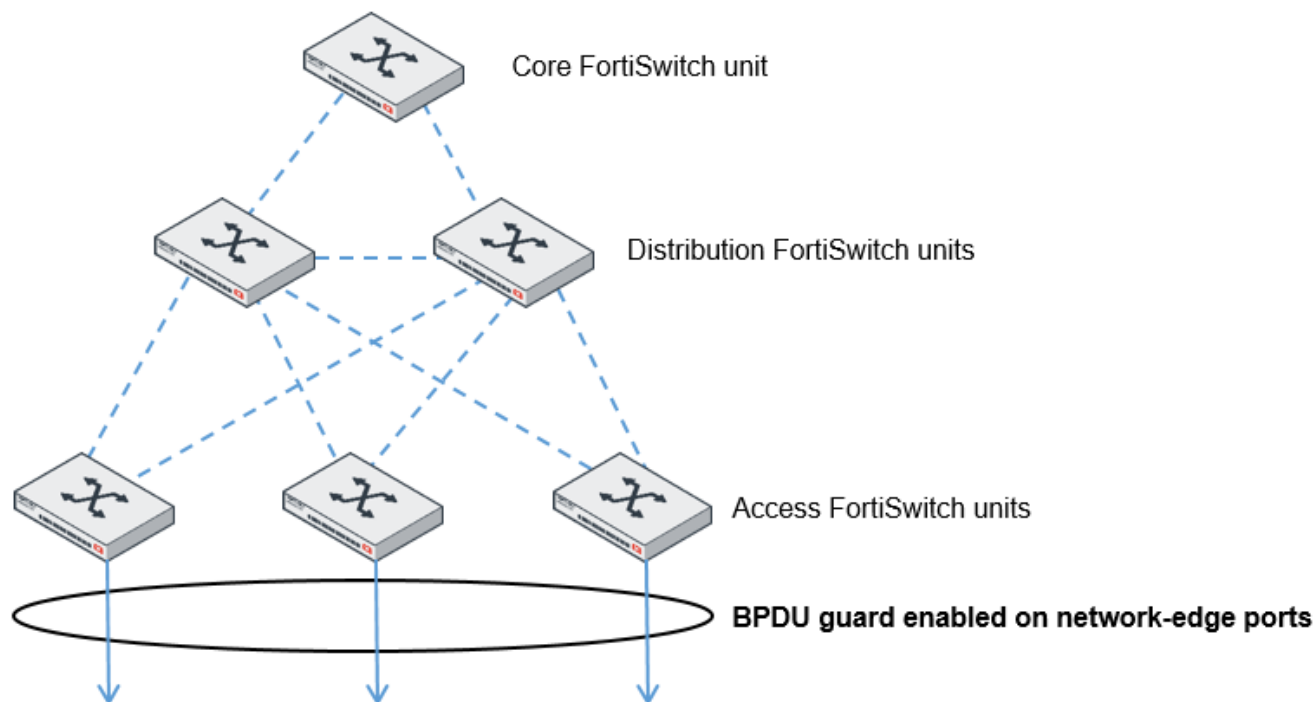 Core FortiSwitch unit
Distribution FortiSwitch units
Access FortiSwitch units
BPDU guard enabled on network-edge ports